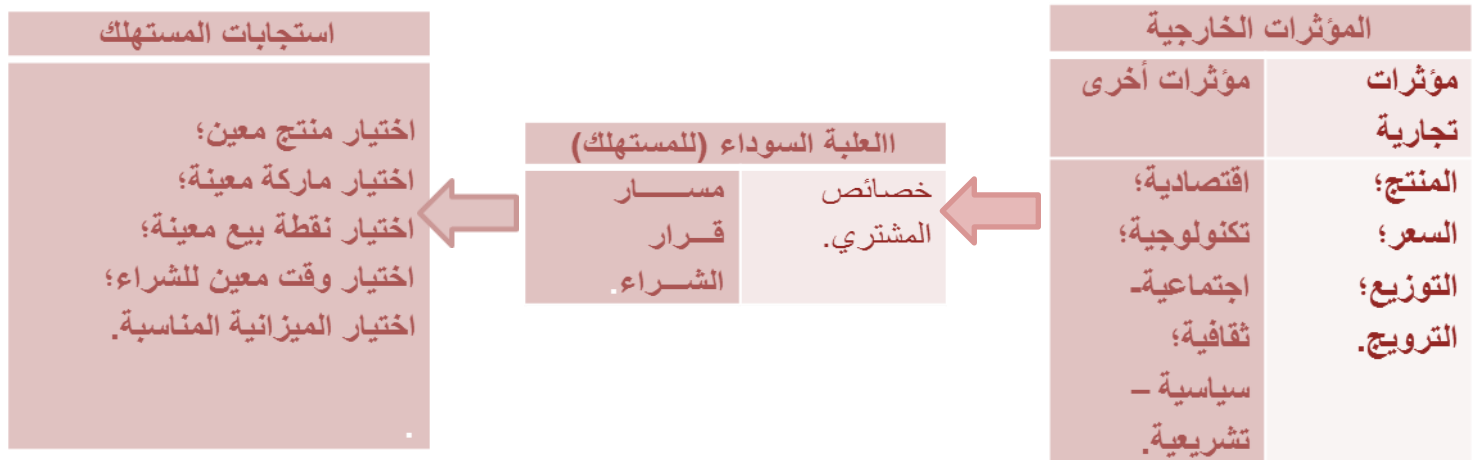 المؤثرات الخارجية
مؤثرات
تجارية
مؤثرات أخرى
المنتج؛
السعر؛
التوزيع؛
الترويج.
اقتصادية؛
تكنولوجية؛
اجتماعية-
ثقافية؛
سياسية –
تشريعية.
االعلبة السوداء (للمستهلك)
خصائص
المشتري.
مســـــار
قـــرار
الشـــراء.
استجابات المستهلك
اختيار منتج معين؛
اختيار ماركة معينة؛
اختيار نقطة بيع معينة؛
اختيار وقت معين للشراء؛
اختيار الميزانية المناسبة.
.